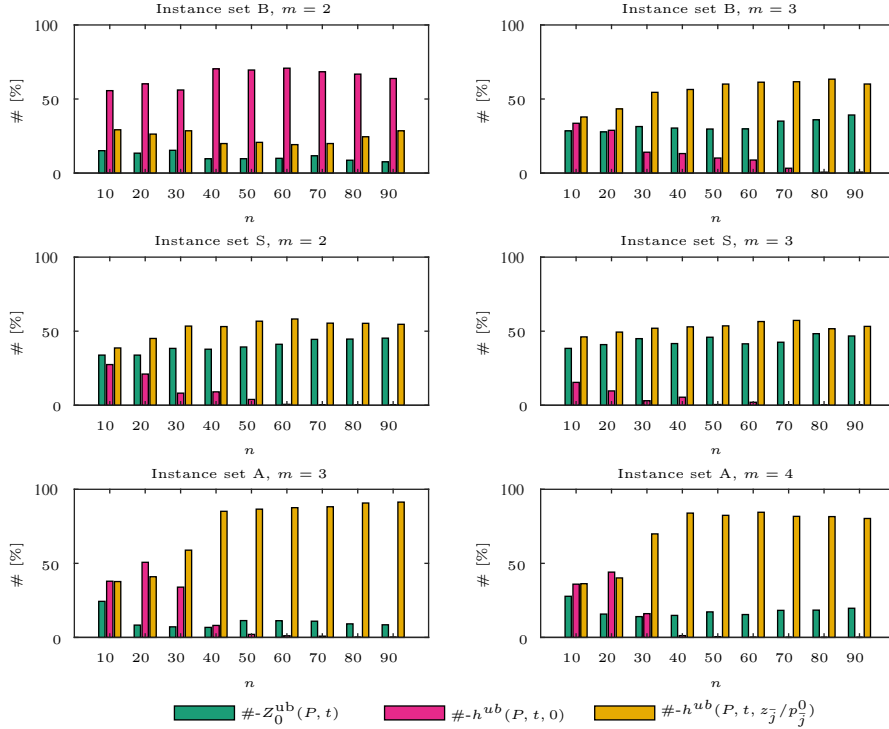 Instance set B, m = 2
# [%]
100
50
0
10 20 30 40 50 60 70 80 90
n
Instance set B, m = 3
# [%]
100
50
0
10 20 30 40 50 60 70 80 90
n
Instance set S, m = 2
# [%]
100
50
0
10 20 30 40 50 60 70 80 90
n
Instance set S, m = 3
# [%]
100
50
0
10 20 30 40 50 60 70 80 90
n
Instance set A, m = 3
# [%]
100
50
0
10 20 30 40 50 60 70 80 90
n
Instance set A, m = 4
# [%]
100
50
0
10 20 30 40 50 60 70 80 90
n
#-Z_0^{ub}(P, t) #-h^{ub}(P, t, 0) #-h^{ub}(P, t, z_{\bar{j}}/p_{\bar{j}}^0)